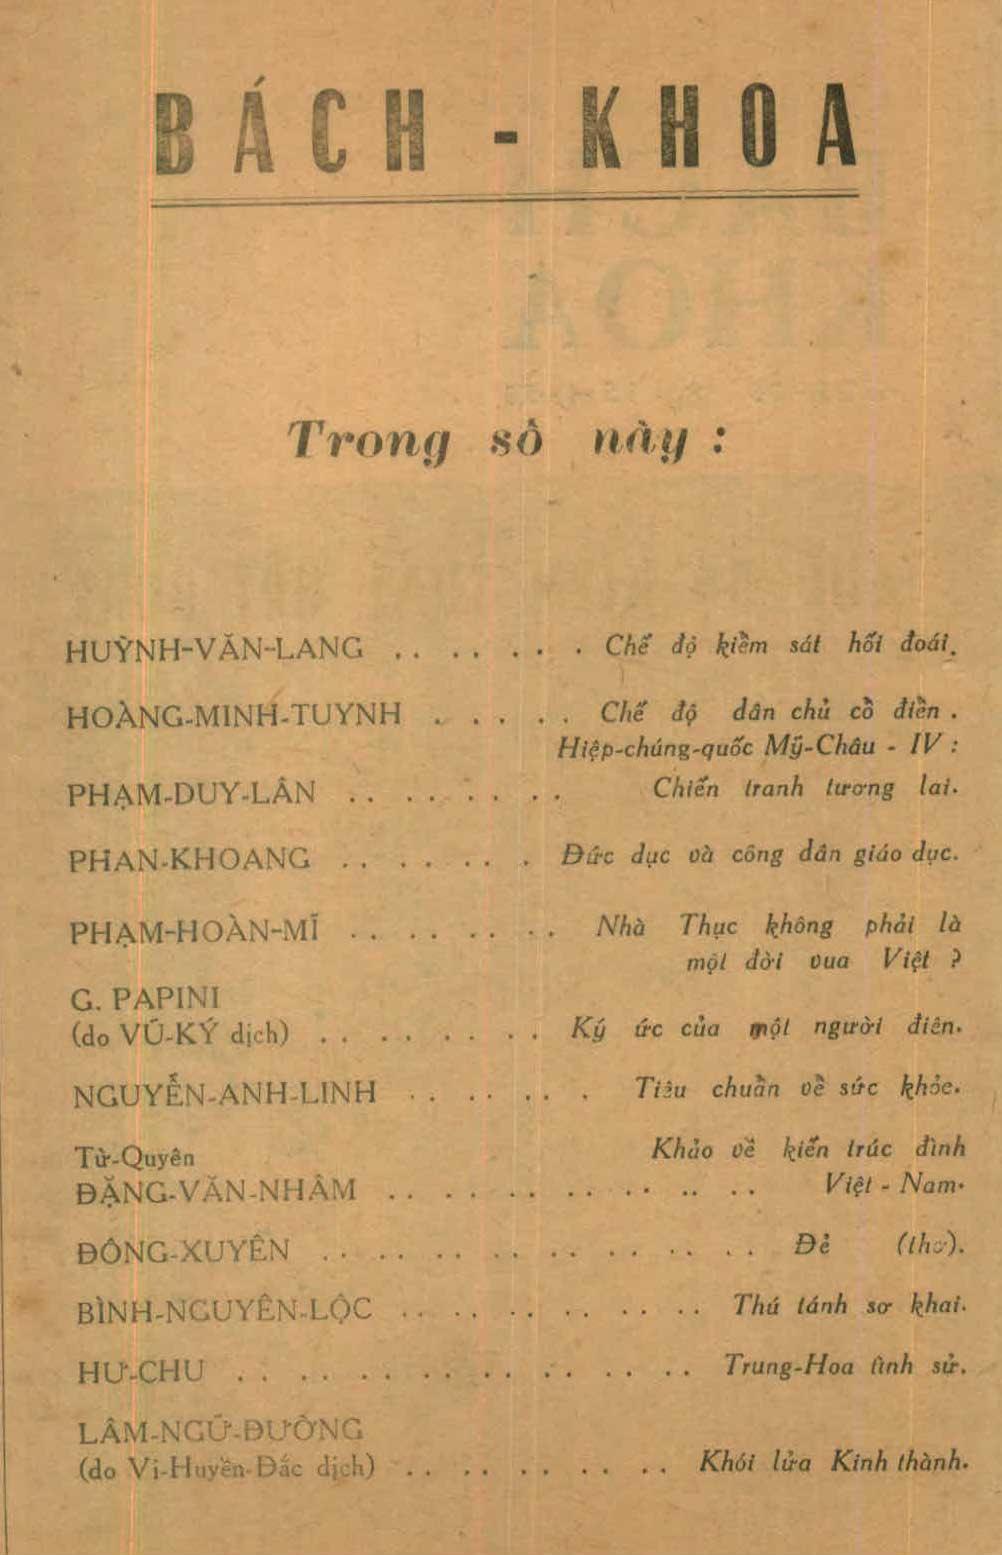 BÁCH - KHOA
Trong số này :
HUỲNH-VĂN-LANG . . . . . . . . Chế độ kiểm sát hối đoái.
HOÀNG-MINH-TUYNH . . . . . . Chế độ dân chủ cổ điển .
Hiệp-chúng-quốc Mỹ-Châu - IV :
PHẠM-DUY-LÂN . . . . . . . . . Chiến tranh tương lai.
PHAN-KHOANG . . . . . . . . Đức dục và công dân giáo dục.
PHẠM-HOÀN-MĨ . . . . . . . . . Nhà Thục không phải là
một đời vua Việt ?
G. PAPINI
(do VŨ-KÝ dịch) . . . . . . . . . . Ký ức của một người điên.
NGUYỄN-ANH-LINH . . . . . . . . Tiêu chuẩn về sức khỏe.
Từ-Quyên Khảo về kiến trúc đình
ĐẶNG-VĂN-NHÂM . . . . . . . . . . . . . . . Việt - Nam.
ĐÔNG-XUYÊN . . . . . . . . . . . . . . . . . Đẻ (thơ).
BÌNH-NGUYÊN-LỘC . . . . . . . . . . . . . Thú tánh sơ khai.
HƯ-CHU . . . . . . . . . . . . . . . . . . Trung-Hoa tình sử.
LÂM-NGỮ-ĐƯỜNG
(do Vi-Huyền-Đắc dịch) . . . . . . . . . . . Khói lửa Kinh thành.